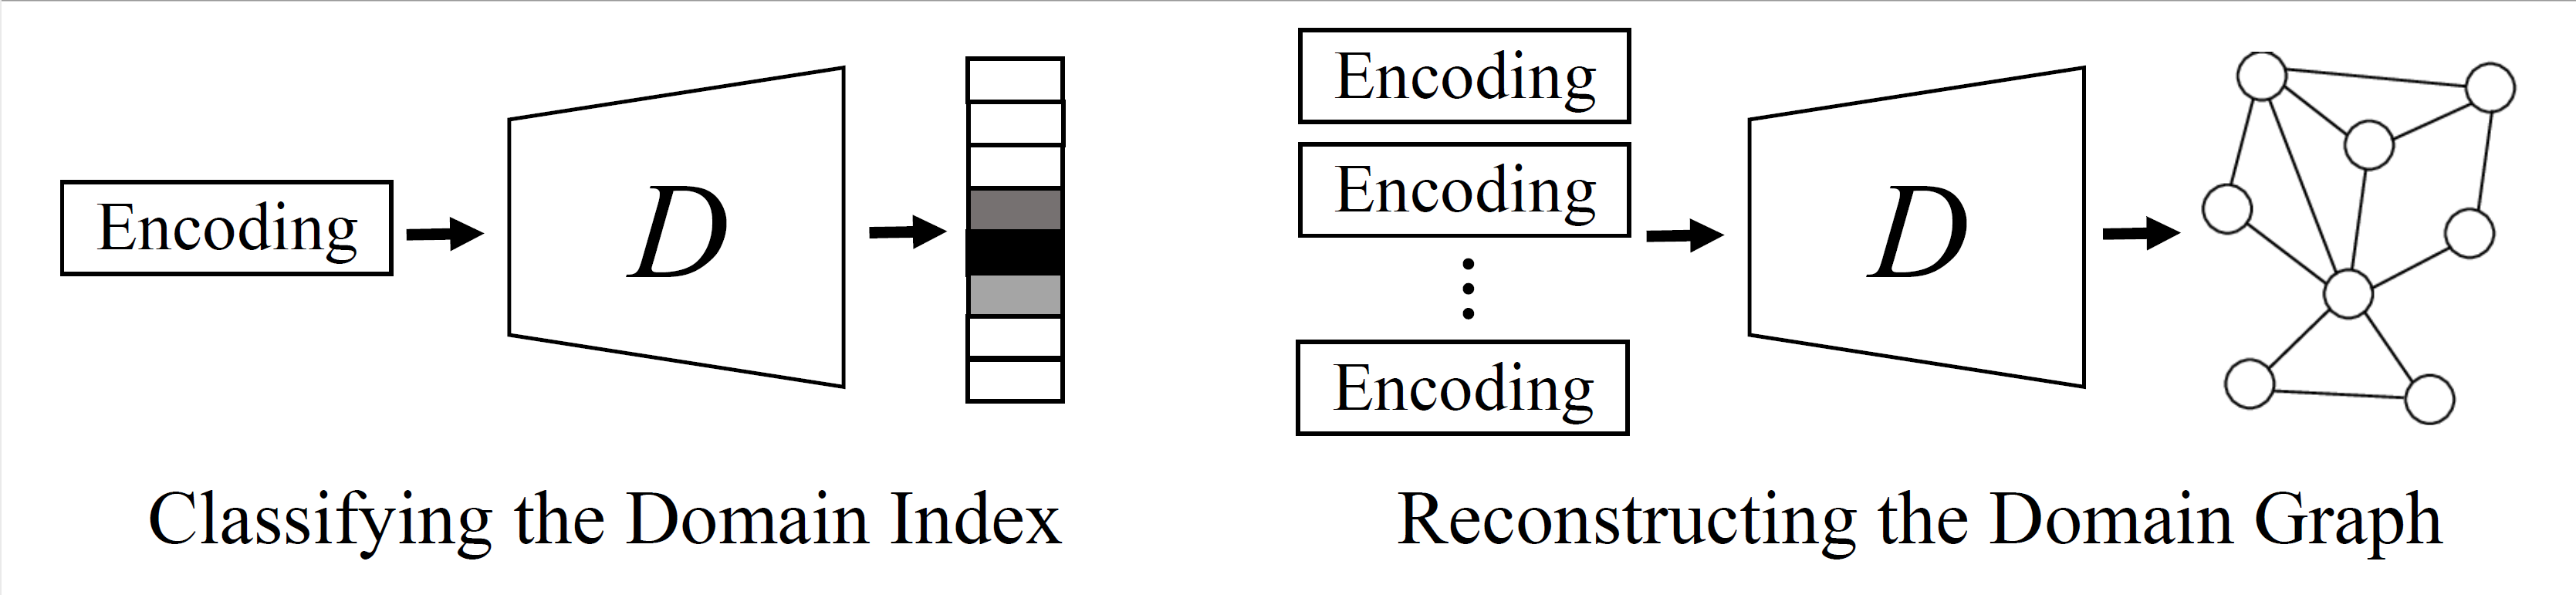 Encoding
D
Classifying the Domain Index
Encoding
Encoding
Encoding
D
Reconstructing the Domain Graph